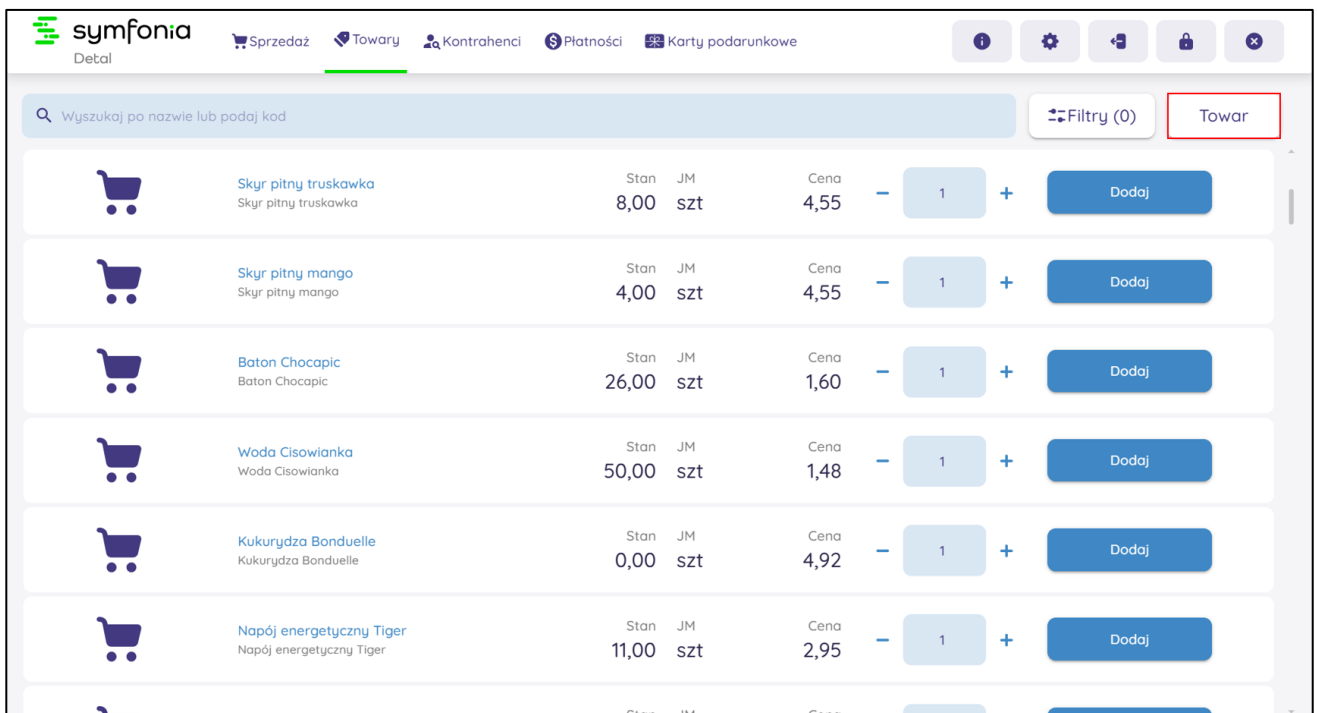 symfonia
Detal
Sprzedaż Towary Kontrahenci Płatności Karty podarunkowe
Wyszukaj po nazwie lub podaj kod
Filtry (0) Towar
Skyr pitny truskawka
Skyr pitny truskawka
Stan JM Cena
8,00 szt 4,55 1 Dodaj
Skyr pitny mango
Skyr pitny mango
Stan JM Cena
4,00 szt 4,55 1 Dodaj
Baton Chocapic
Baton Chocapic
Stan JM Cena
26,00 szt 1,60 1 Dodaj
Woda Cisowianka
Woda Cisowianka
Stan JM Cena
50,00 szt 1,48 1 Dodaj
Kukurydza Bonduelle
Kukurydza Bonduelle
Stan JM Cena
0,00 szt 4,92 1 Dodaj
Napój energetyczny Tiger
Napój energetyczny Tiger
Stan JM Cena
11,00 szt 2,95 1 Dodaj